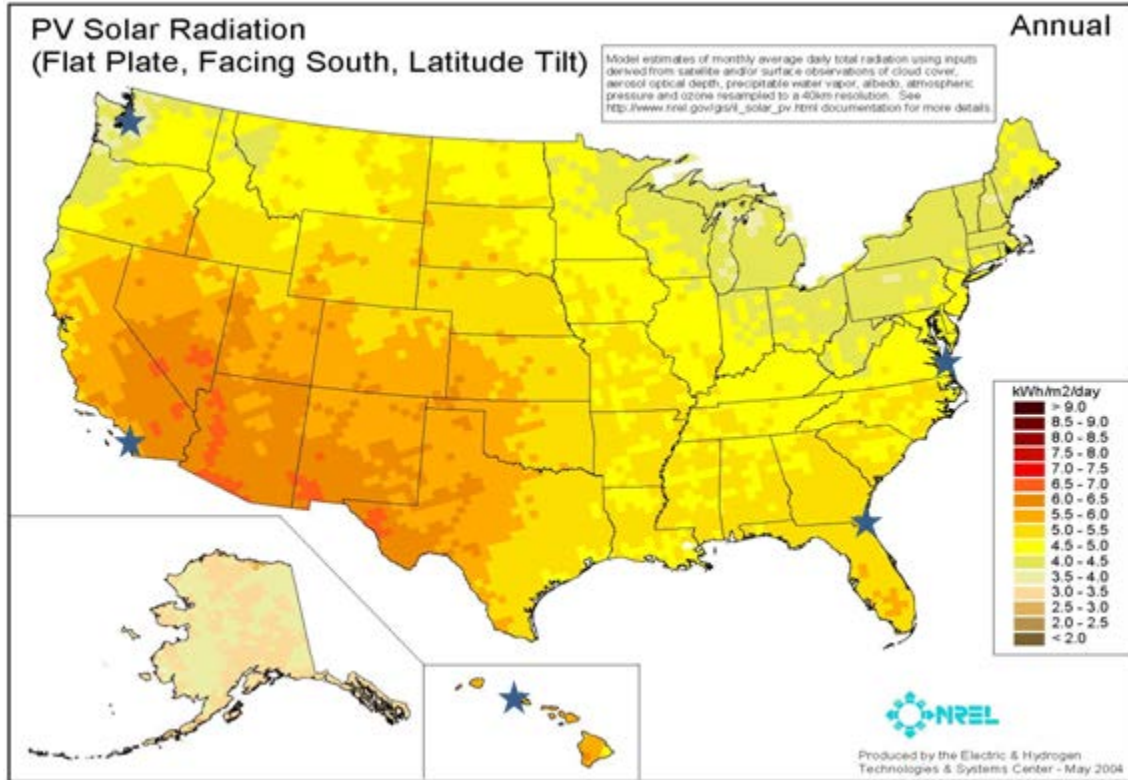 PV Solar Radiation
(Flat Plate, Facing South, Latitude Tilt)
Annual
Model estimates of monthly average daily total radiation using inputs
derived from satellite and/or surface observations of cloud cover,
aerosol optical depth, precipitable water vapor, albedo, atmospheric
pressure and ozone resampled to a 40km resolution. See
http://www.nrel.gov/gis/il_solar_pv.html documentation for more details.
kWh/m2/day
> 9.0
8.5 - 9.0
8.0 - 8.5
7.5 - 8.0
7.0 - 7.5
6.5 - 7.0
6.0 - 6.5
5.5 - 6.0
5.0 - 5.5
4.5 - 5.0
4.0 - 4.5
3.5 - 4.0
3.0 - 3.5
2.5 - 3.0
2.0 - 2.5
< 2.0
NREL
Produced by the Electric & Hydrogen
Technologies & Systems Center - May 2004